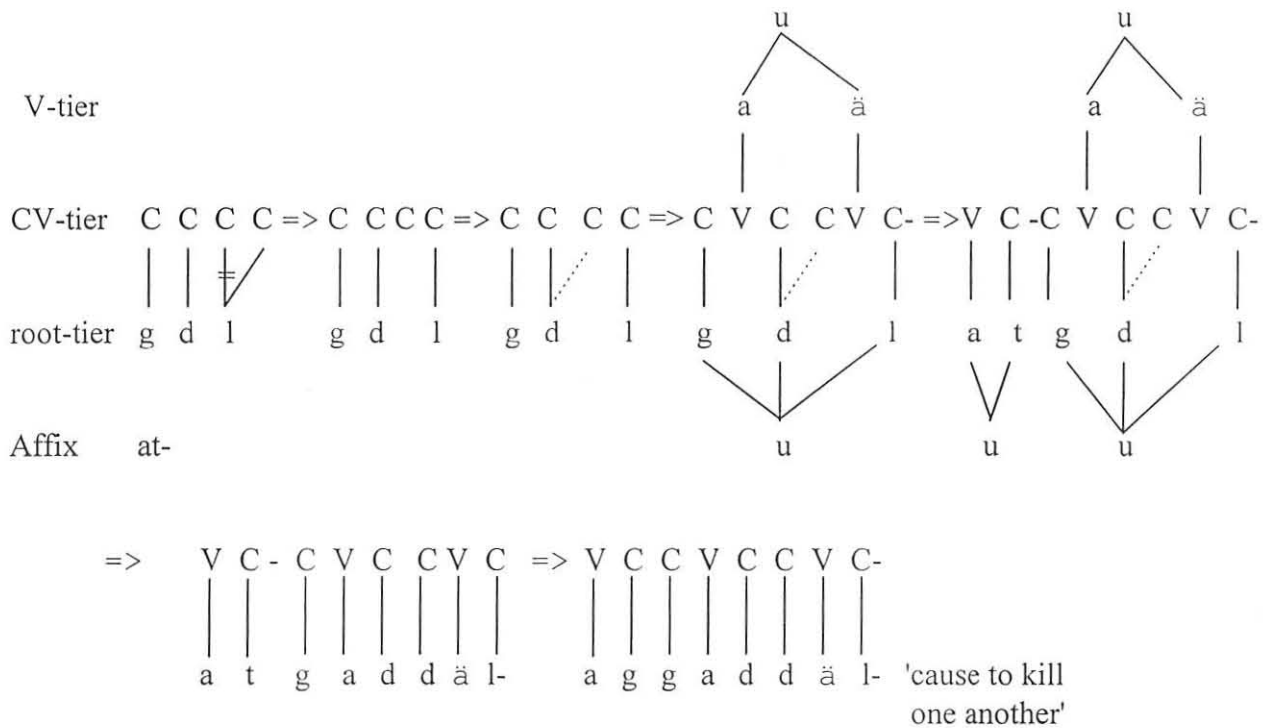 u u
V-tier a ä a ä
CV-tier C C C C => C C C C => C C C C => C V C C V C- => V C -C V C C V C-
root-tier g d l g d l g d l g d l a t g d l
Affix at- u u u
=> V C - C V C C V C => V C C V C C V C-
a t g a d d ä l- a g g a d d ä l- 'cause to kill
one another'